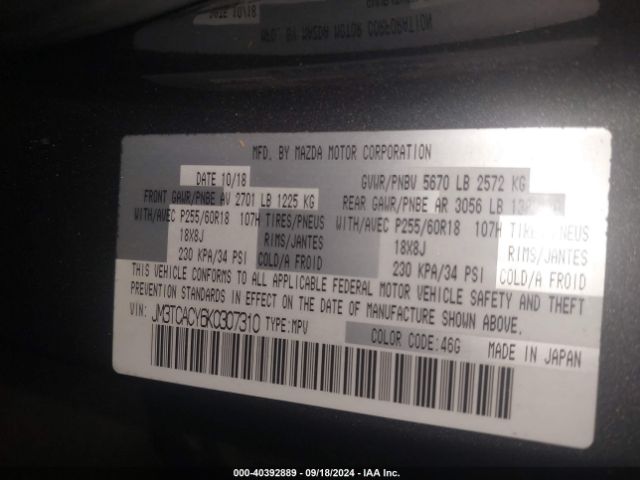 MFD. BY MAZDA MOTOR CORPORATION
DATE 10/18 GVWR/PNBV 5670 LB 2572 KG
FRONT GAWR/PNBE AV 2701 LB 1225 KG REAR GAWR/PNBE AR 3056 LB
WITH/AVEC P255/60R18 107H TIRES/PNEUS WITH/AVEC P255/60R18 107H TIRES/PNEUS
18X8J RIMS/JANTES 18X8J RIMS/JANTES
230 KPA/34 PSI COLD/A FROID 230 KPA/34 PSI COLD/A FROID
THIS VEHICLE CONFORMS TO ALL APPLICABLE FEDERAL MOTOR VEHICLE SAFETY AND THEFT
PREVENTION STANDARDS IN EFFECT ON THE DATE OF MANUFACTURE SHOWN ABOVE.
VIN: JM3TCACY6K0307310 TYPE:MPV
COLOR CODE:46G MADE IN JAPAN
000-40392889 - 09/18/2024 - IAA Inc.